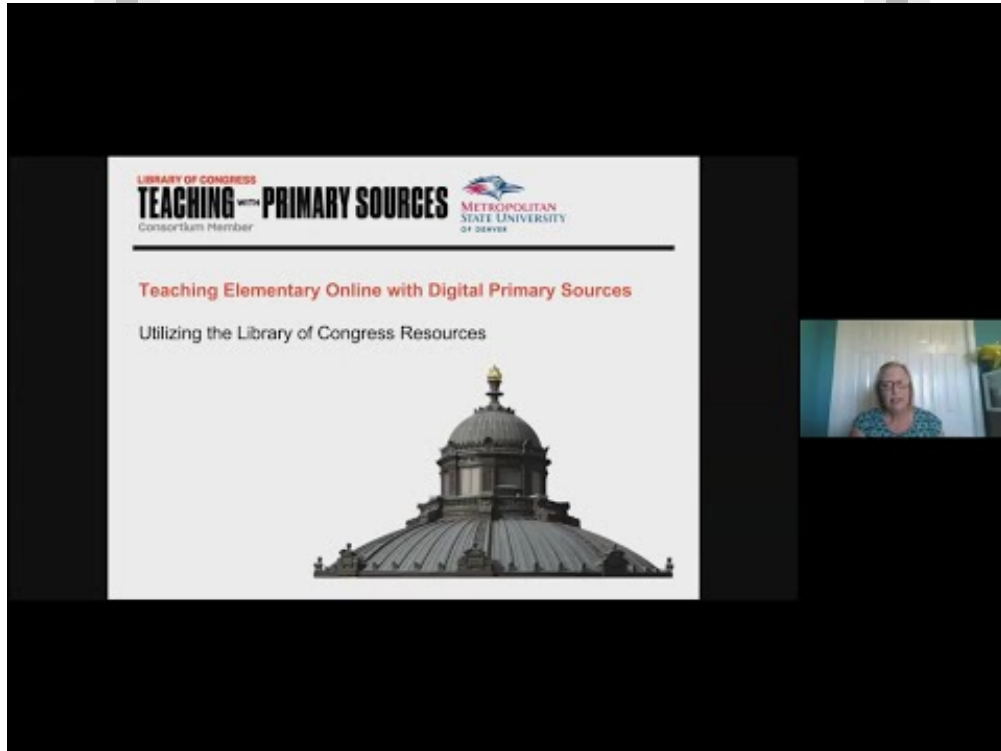 LIBRARY OF CONGRESS
TEACHING WITH PRIMARY SOURCES
Consortium Member
METROPOLITAN
STATE UNIVERSITY
OF DENVER
Teaching Elementary Online with Digital Primary Sources
Utilizing the Library of Congress Resources